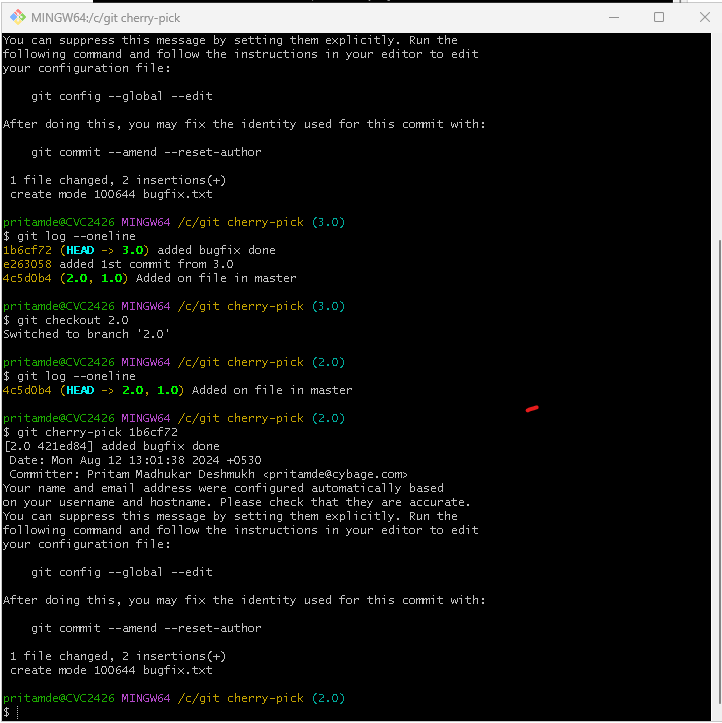 MINGW64:/c/git cherry-pick
You can suppress this message by setting them explicitly. Run the
following command and follow the instructions in your editor to edit
your configuration file:
    git config --global --edit
After doing this, you may fix the identity used for this commit with:
    git commit --amend --reset-author
 1 file changed, 2 insertions(+)
 create mode 100644 bugfix.txt
pritamde@CVC2426 MINGW64 /c/git cherry-pick (3.0)
$ git log --oneline
1b6cf72 (HEAD -> 3.0) added bugfix done
e263058 added 1st commit from 3.0
4c5d0b4 (2.0, 1.0) Added on file in master
pritamde@CVC2426 MINGW64 /c/git cherry-pick (3.0)
$ git checkout 2.0
Switched to branch '2.0'
pritamde@CVC2426 MINGW64 /c/git cherry-pick (2.0)
$ git log --oneline
4c5d0b4 (HEAD -> 2.0, 1.0) Added on file in master
pritamde@CVC2426 MINGW64 /c/git cherry-pick (2.0)
$ git cherry-pick 1b6cf72
[2.0 421ed84] added bugfix done
 Date: Mon Aug 12 13:01:38 2024 +0530
 Committer: Pritam Madhukar Deshmukh <pritamde@cybage.com>
Your name and email address were configured automatically based
on your username and hostname. Please check that they are accurate.
You can suppress this message by setting them explicitly. Run the
following command and follow the instructions in your editor to edit
your configuration file:
    git config --global --edit
After doing this, you may fix the identity used for this commit with:
    git commit --amend --reset-author
 1 file changed, 2 insertions(+)
 create mode 100644 bugfix.txt
pritamde@CVC2426 MINGW64 /c/git cherry-pick (2.0)
$